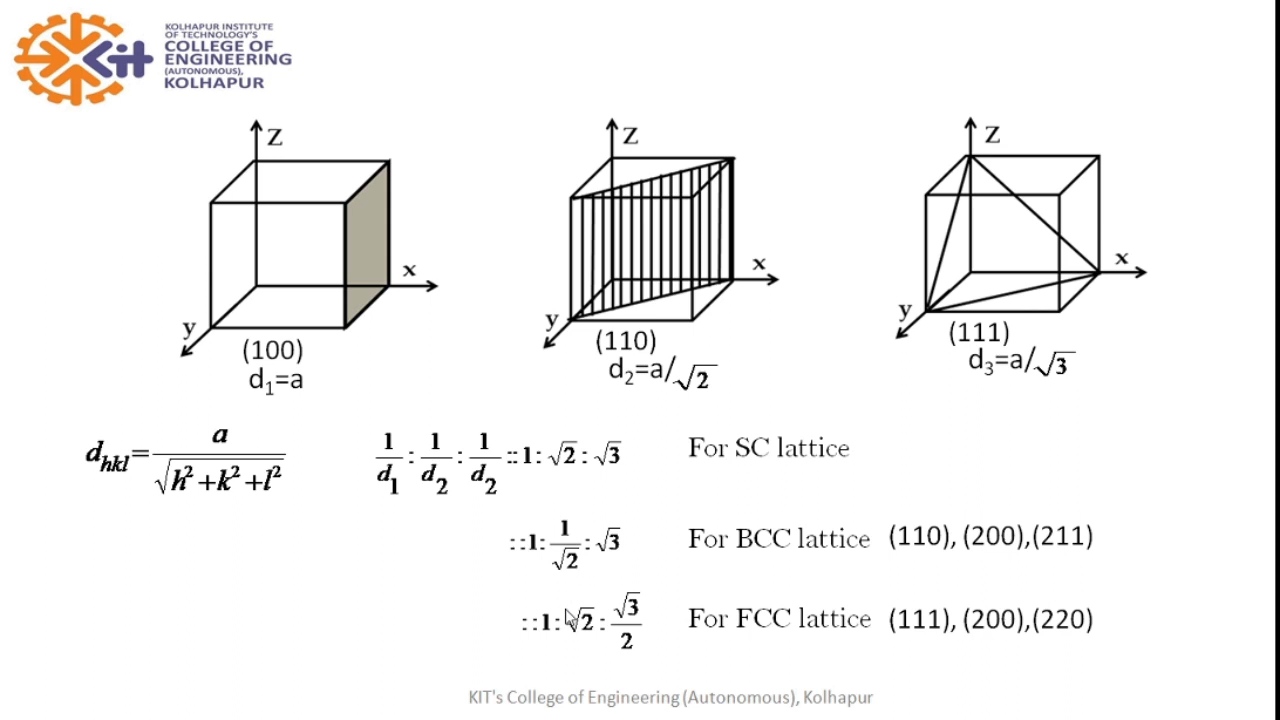 KOLHAPUR INSTITUTE
OF TECHNOLOGY'S
COLLEGE OF
ENGINEERING
(AUTONOMOUS),
KOLHAPUR
Kit
Z
x
y
(100)
d₁=a
Z
x
y
(110)
d₂=a/√2
Z
x
y
(111)
d₃=a/√3
d_hkl = a / √(h² + k² + l²)
1/d₁ : 1/d₂ : 1/d₂ :: 1 : √2 : √3 For SC lattice
:: 1 : 1/√2 : √3 For BCC lattice (110), (200),(211)
:: 1 : √2 : √3/2 For FCC lattice (111), (200),(220)
KIT's College of Engineering (Autonomous), Kolhapur